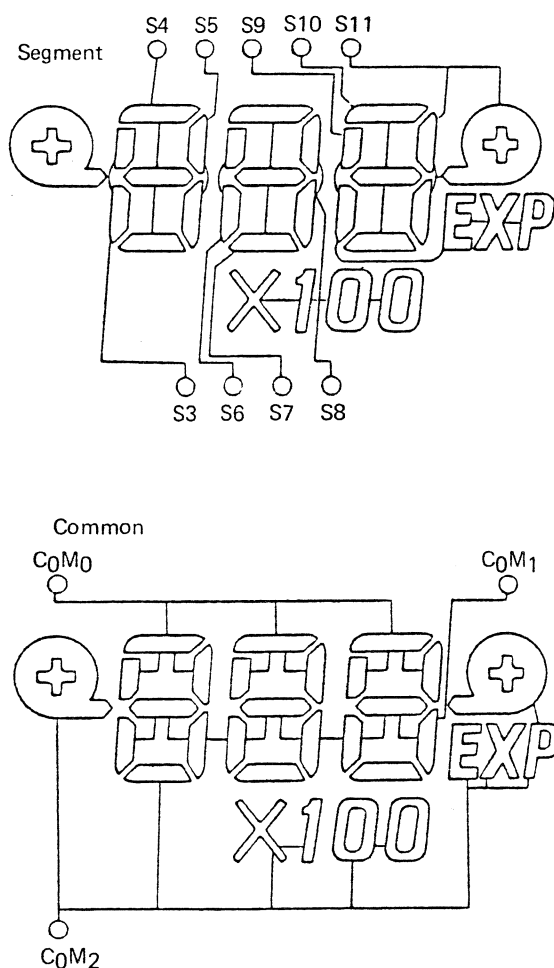 S4 S5 S9 S10 S11
Segment
EXP
X100
S3 S6 S7 S8
Common
C0M0 C0M1
EXP
X100
C0M2